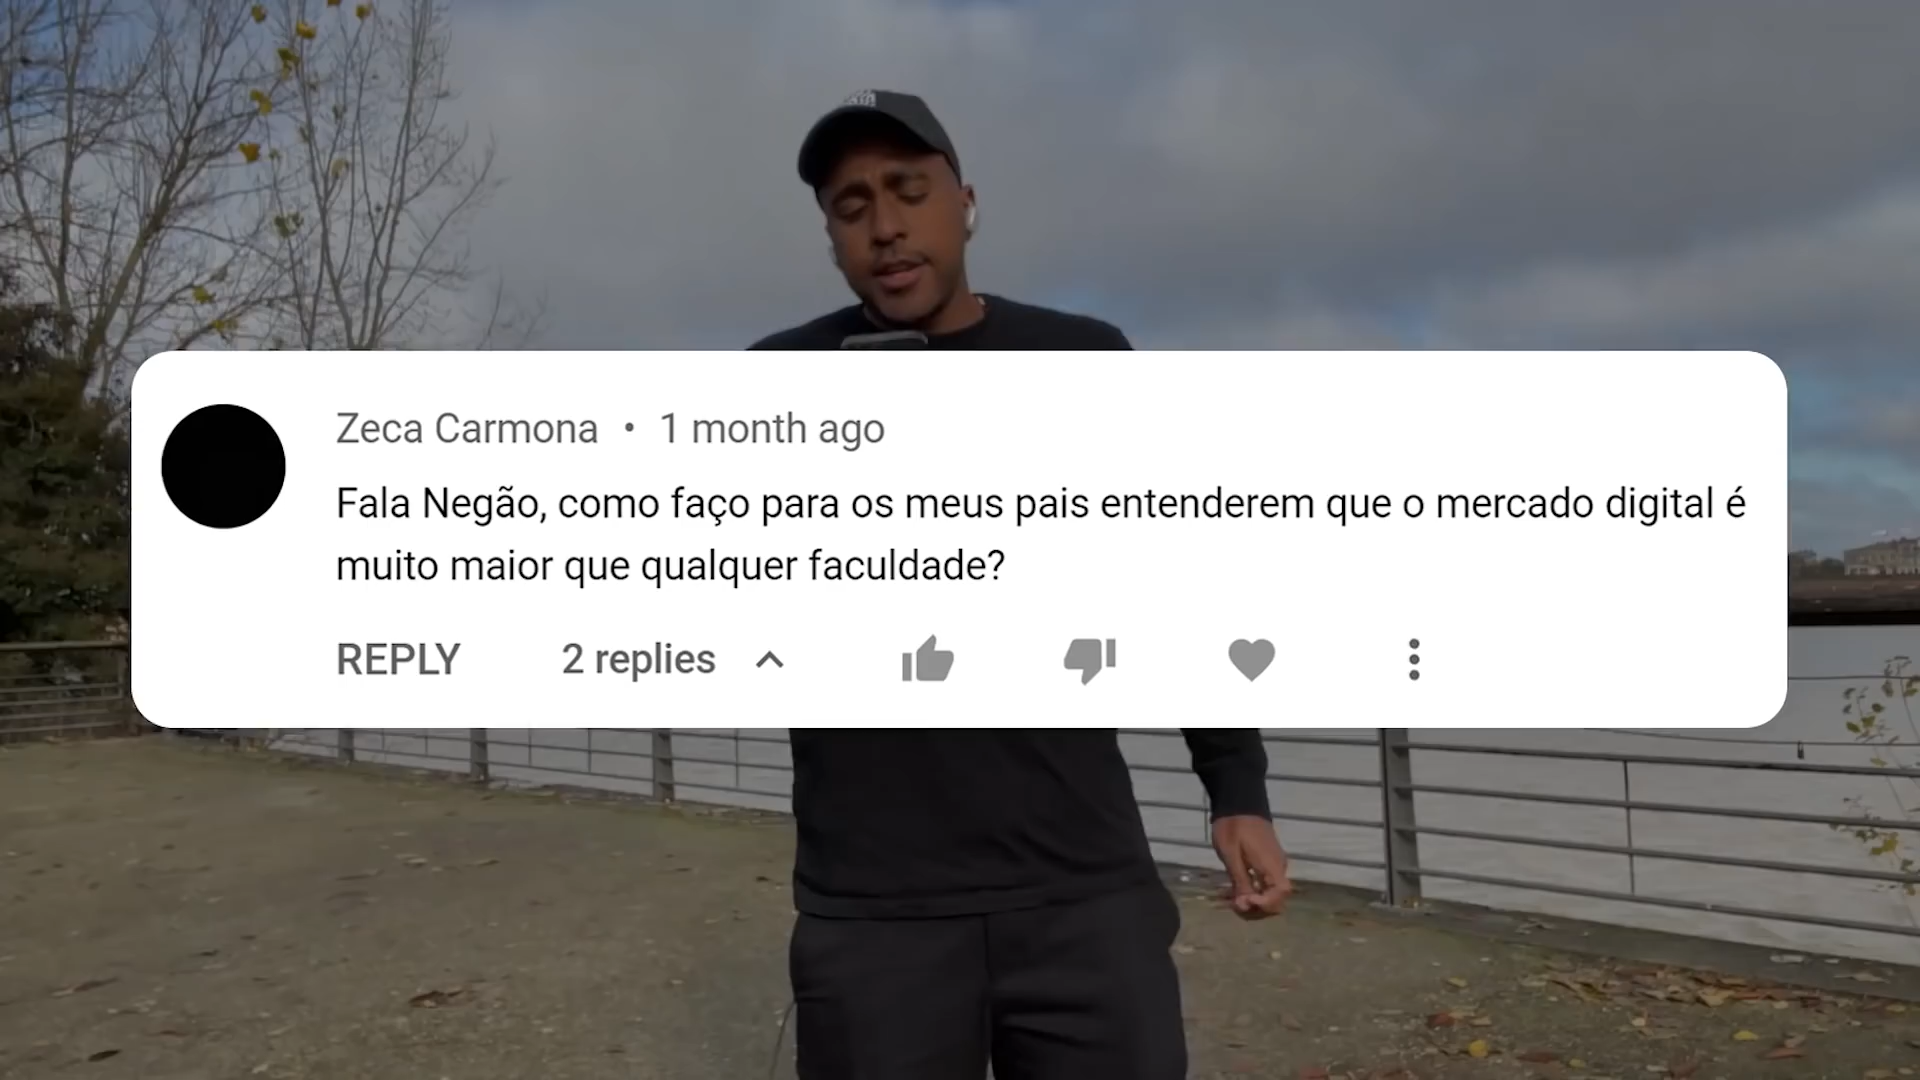 Zeca Carmona • 1 month ago
Fala Negão, como faço para os meus pais entenderem que o mercado digital é
muito maior que qualquer faculdade?
REPLY 2 replies